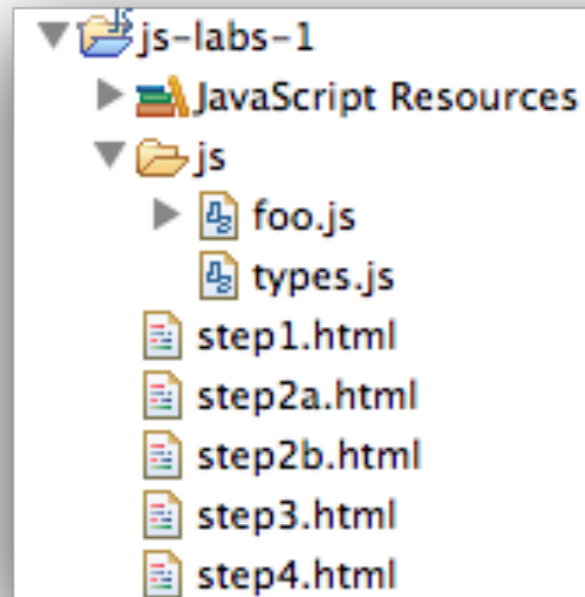 js-labs-1
JavaScript Resources
js
foo.js
types.js
step1.html
step2a.html
step2b.html
step3.html
step4.html